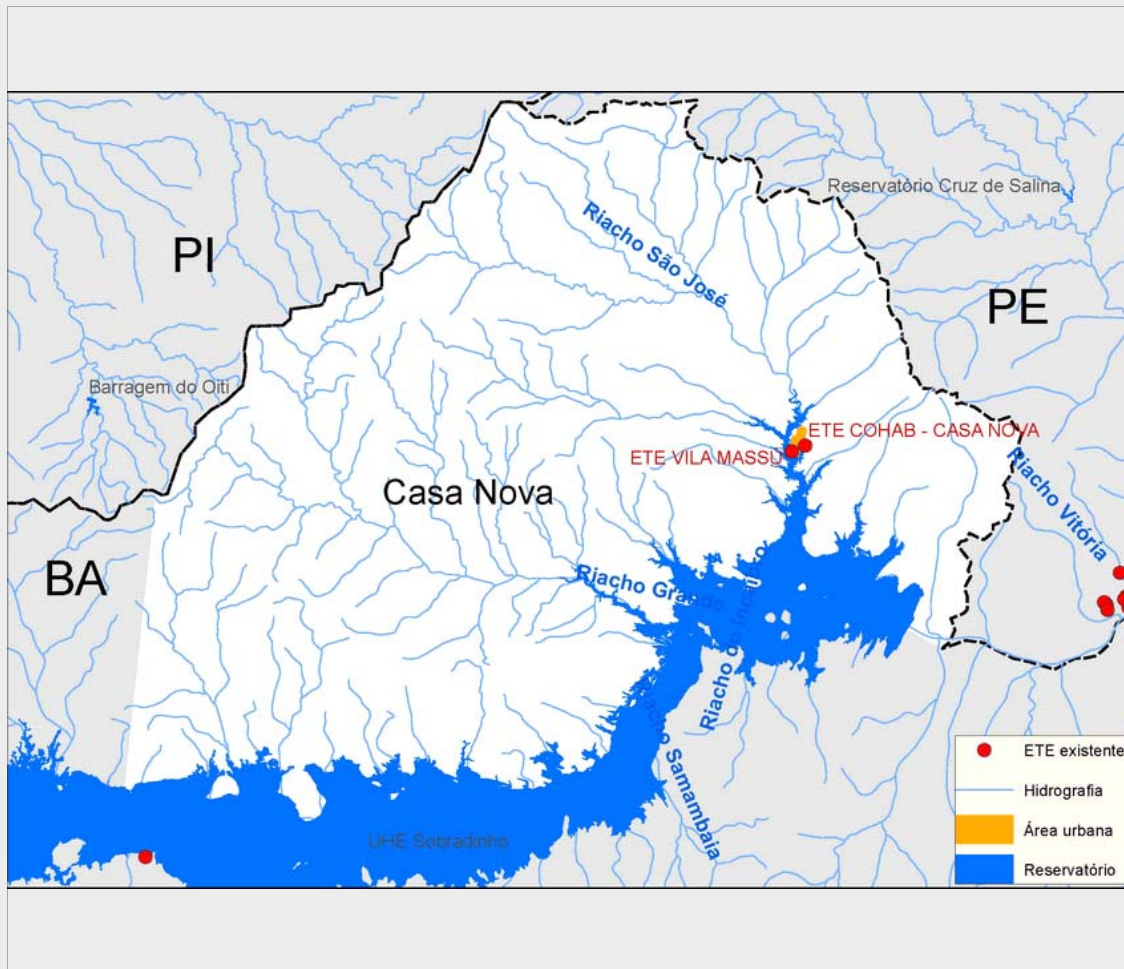 Reservatório Cruz de Salina
Riacho São José
PI
PE
Barragem do Oiti
ETE COHAB - CASA NOVA
ETE VILA MASSU
Riacho Vitória
Casa Nova
BA
Riacho Grande
Riacho do
Riacho Samambaia
UHE Sobradinho
ETE existente
Hidrografia
Área urbana
Reservatório